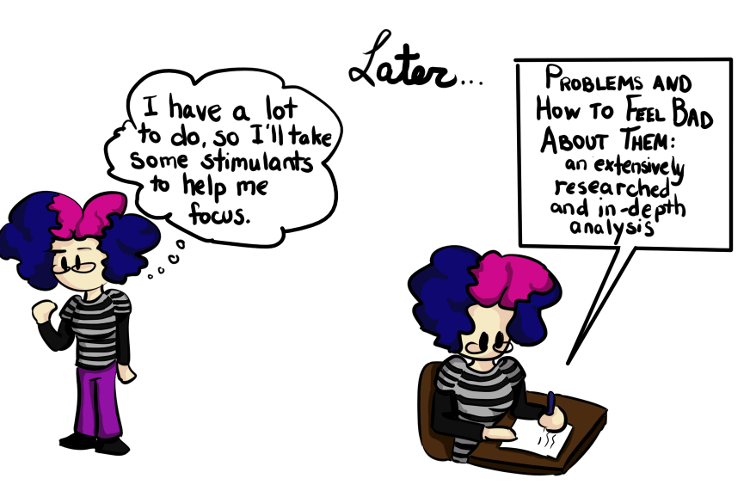 I have a lot
to do, so I'll take
some stimulants
to help me
focus.
Later...
PROBLEMS AND
HOW TO FEEL BAD
ABOUT THEM:
an extensively
researched
and in-depth
analysis